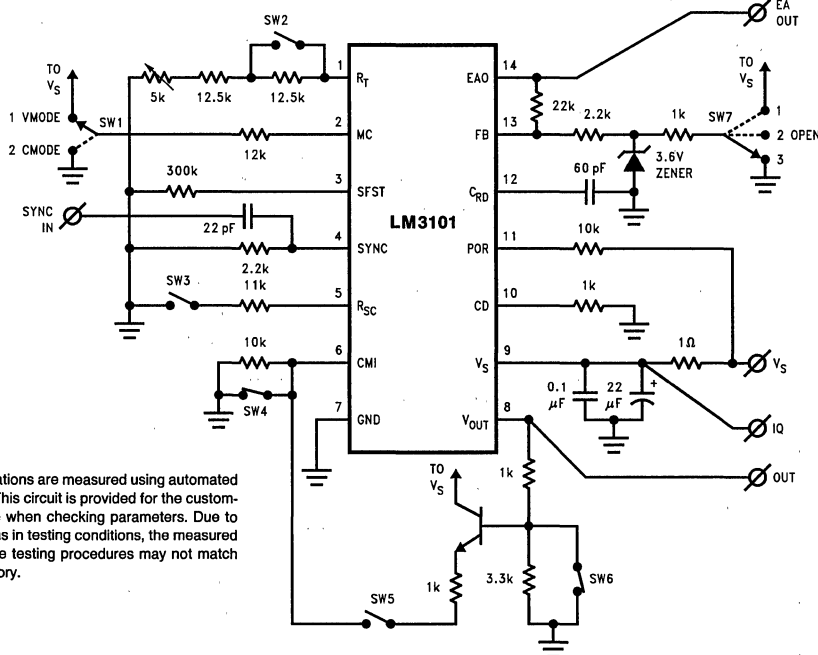 EA
OUT
SW2
TO
V_S
5k
12.5k
12.5k
1
R_T
14
EAO
22k
TO
V_S
1 VMODE
SW1
2 CMODE
2
MC
12k
13
FB
2.2k
1k
SW7
1
2 OPEN
3
300k
3
SFST
60 pF
12
C_RD
3.6V
ZENER
SYNC
IN
22 pF
LM3101
4
SYNC
2.2k
11
POR
10k
SW3
11k
5
R_SC
10
CD
1k
10k
6
CMI
9
V_S
1Ω
V_S
SW4
0.1
μF
22
μF
+
7
GND
8
V_OUT
IQ
OUT
TO
V_S
1k
ations are measured using automated
This circuit is provided for the custom-
when checking parameters. Due to
s in testing conditions, the measured
e testing procedures may not match
ory.
1k
3.3k
SW6
SW5